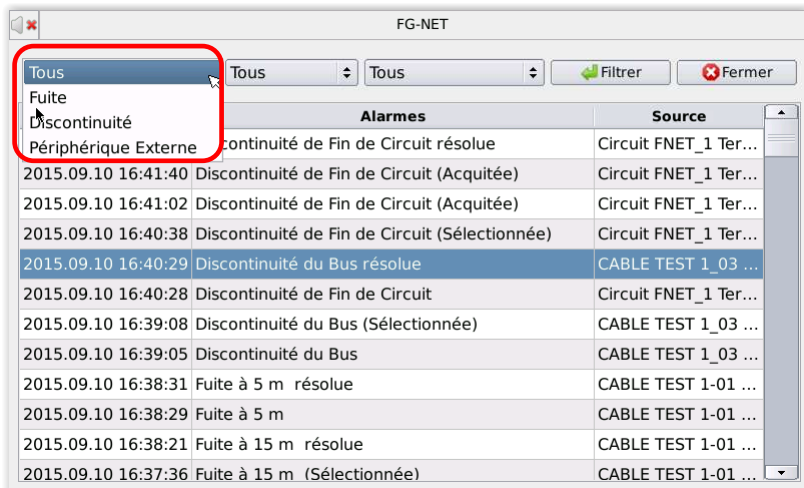 FG-NET
Tous Tous Tous Filtrer Fermer
Fuite
Discontinuité
Périphérique Externe
Alarmes Source
continuité de Fin de Circuit résolue Circuit FNET_1 Ter...
2015.09.10 16:41:40 Discontinuité de Fin de Circuit (Acquitée) Circuit FNET_1 Ter...
2015.09.10 16:41:02 Discontinuité de Fin de Circuit (Acquitée) Circuit FNET_1 Ter...
2015.09.10 16:40:38 Discontinuité de Fin de Circuit (Sélectionnée) Circuit FNET_1 Ter...
2015.09.10 16:40:29 Discontinuité du Bus résolue CABLE TEST 1_03 ...
2015.09.10 16:40:28 Discontinuité de Fin de Circuit Circuit FNET_1 Ter...
2015.09.10 16:39:08 Discontinuité du Bus (Sélectionnée) CABLE TEST 1_03 ...
2015.09.10 16:39:05 Discontinuité du Bus CABLE TEST 1_03 ...
2015.09.10 16:38:31 Fuite à 5 m résolue CABLE TEST 1-01 ...
2015.09.10 16:38:29 Fuite à 5 m CABLE TEST 1-01 ...
2015.09.10 16:38:21 Fuite à 15 m résolue CABLE TEST 1-01 ...
2015.09.10 16:37:36 Fuite à 15 m (Sélectionnée) CABLE TEST 1-01 ...